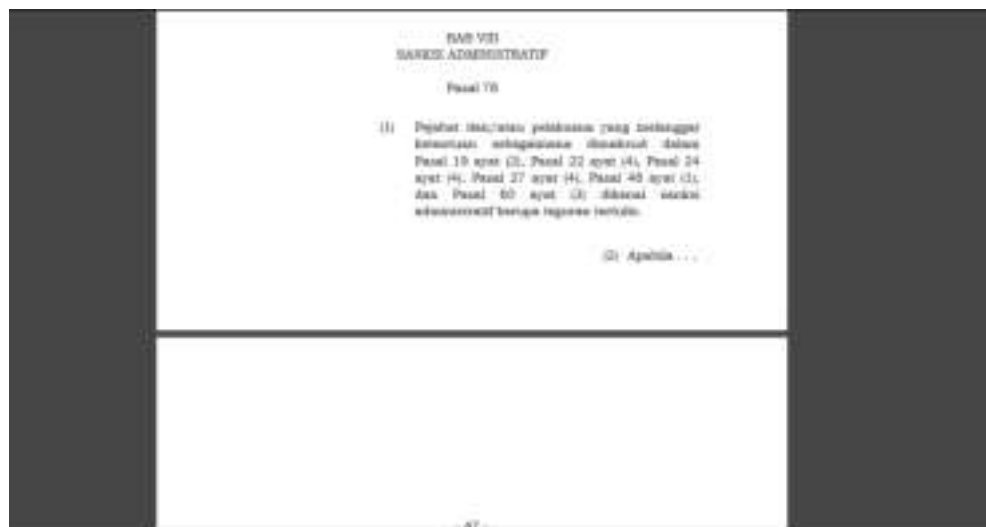 BAB VIII
SANKSI ADMINISTRATIF
Pasal 78
(1) Pejabat dan/atau pelaksana yang melanggar
ketentuan sebagaimana dimaksud dalam
Pasal 19 ayat (2), Pasal 22 ayat (4), Pasal 24
ayat (4), Pasal 27 ayat (4), Pasal 48 ayat (1),
dan Pasal 60 ayat (3) dikenai sanksi
administratif berupa teguran tertulis.
(2) Apabila . . .